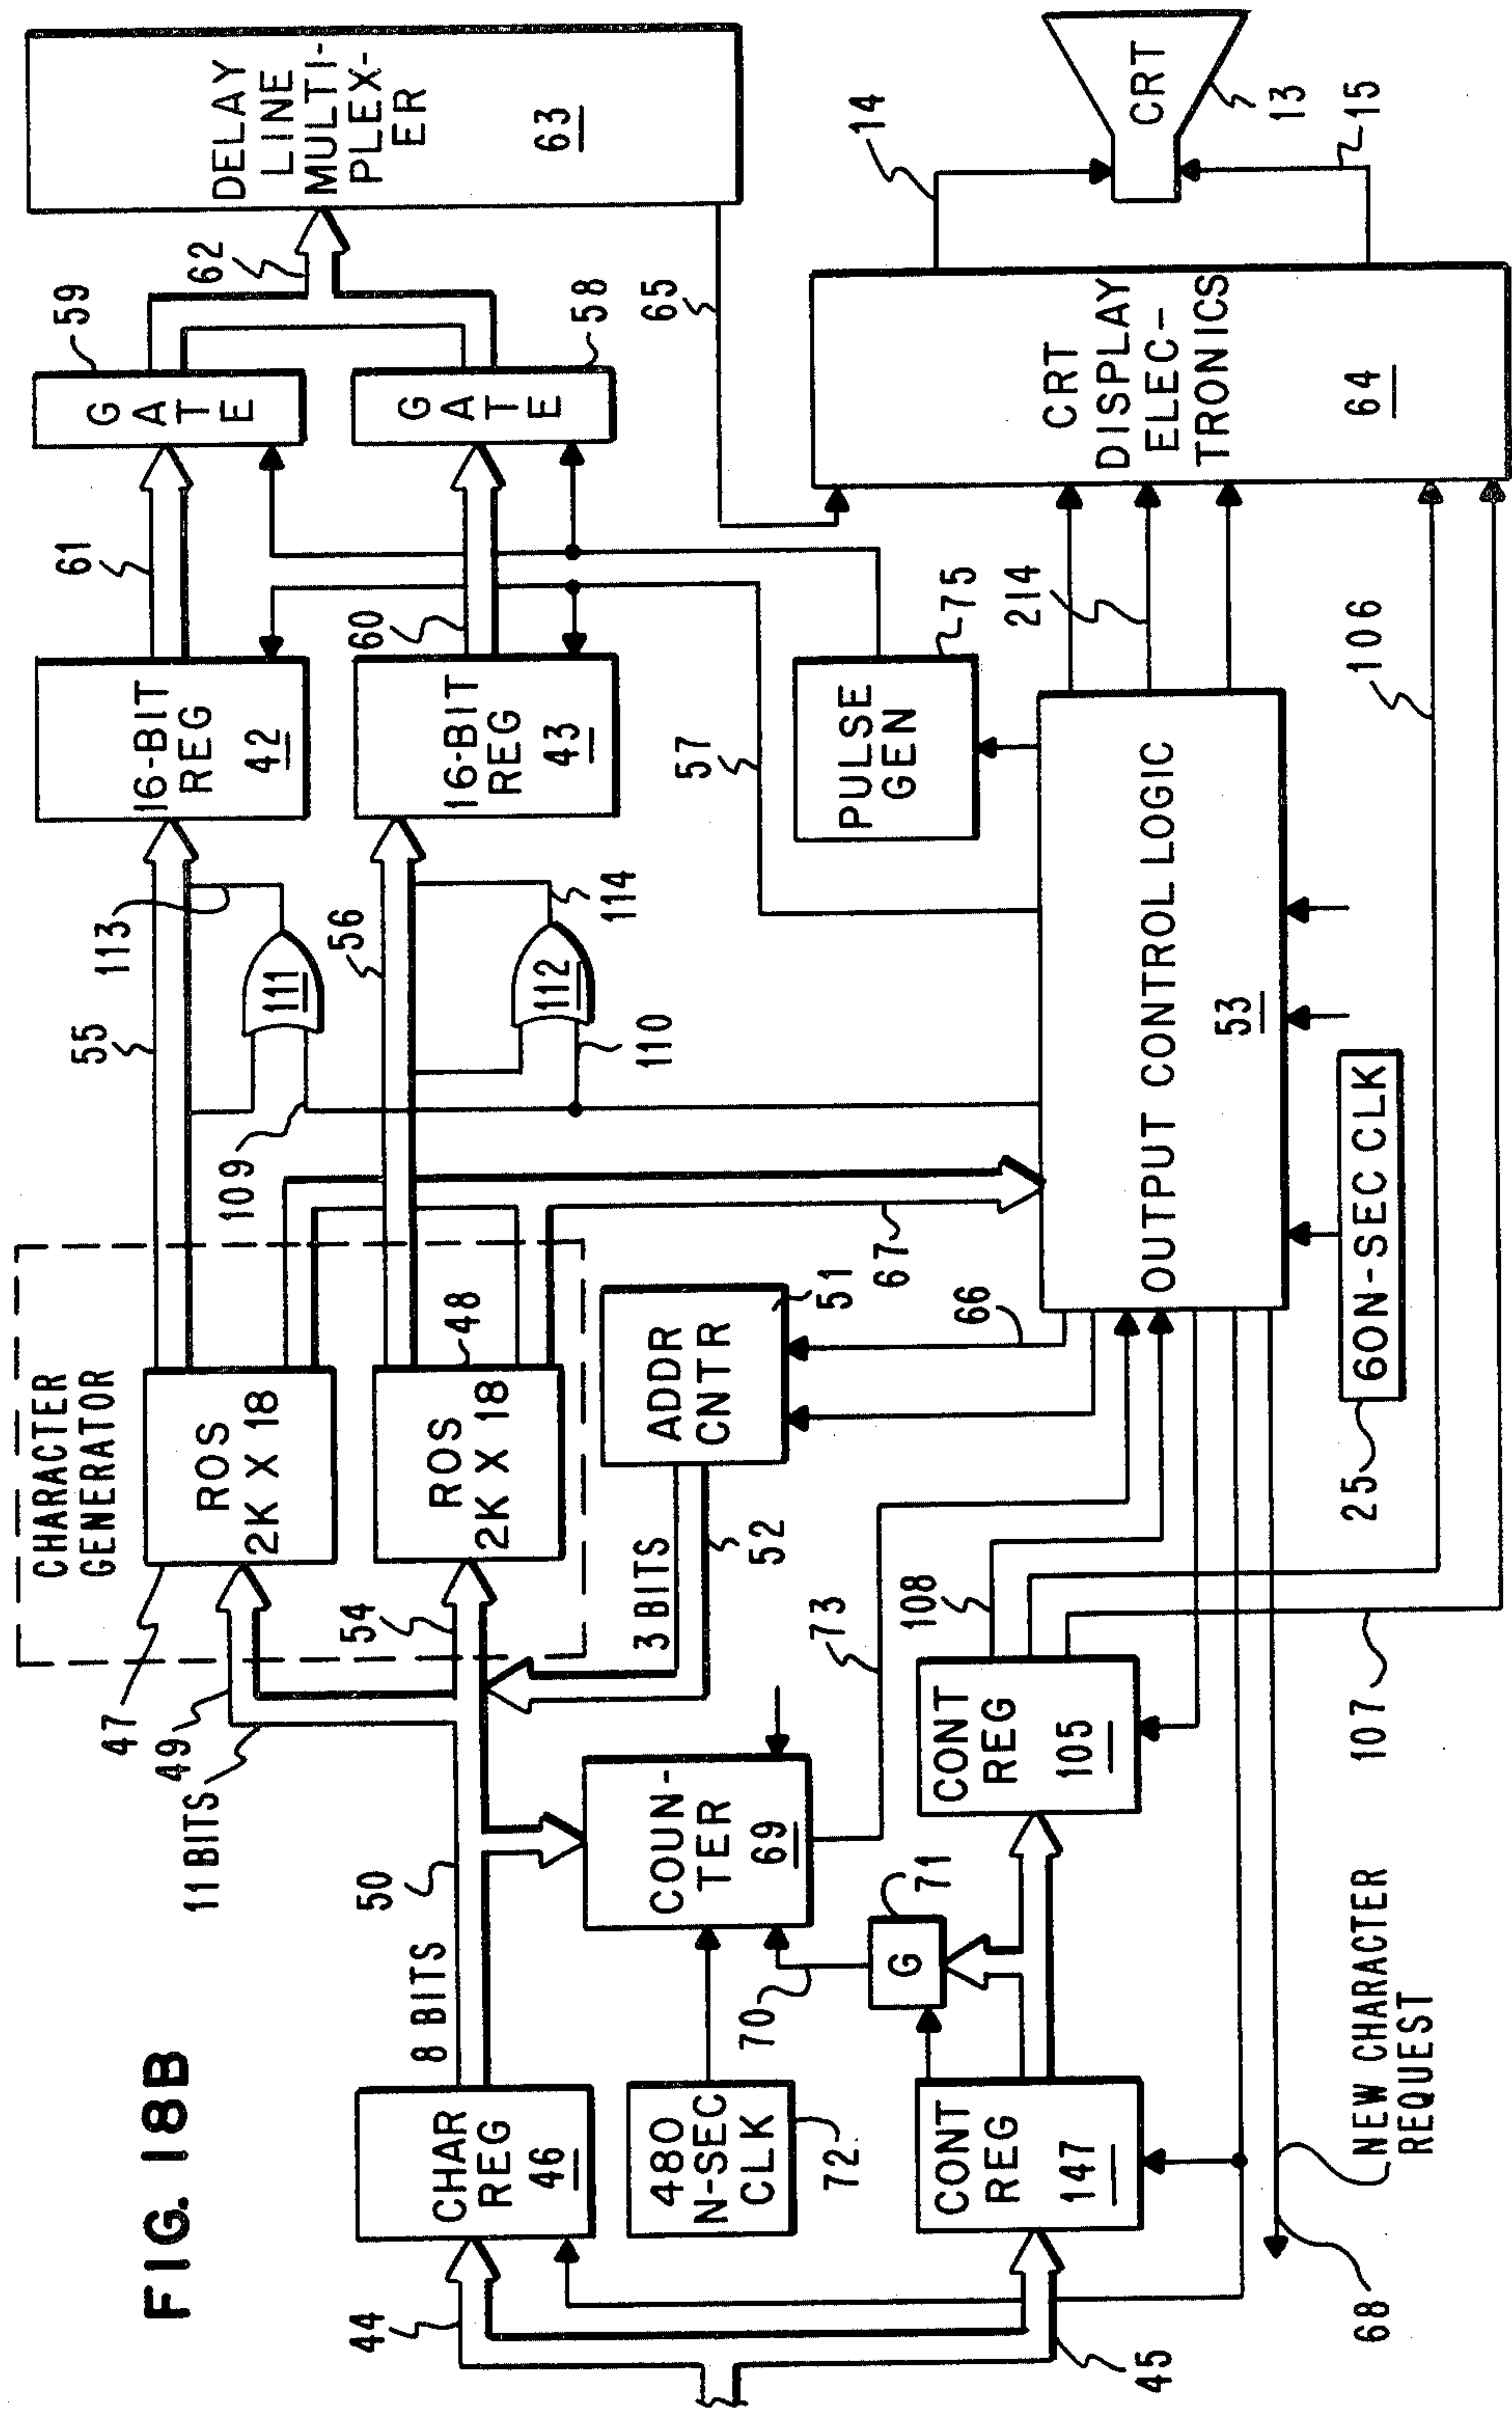 FIG. 18B
CHARACTER
GENERATOR
47
49
11 BITS
ROS
2K X 18
55
113
111
109
16-BIT
REG
42
61
GATE
59
62
DELAY
LINE
MULTI-
PLEX-
ER
63
44
CHAR
REG
46
8 BITS
50
54
ROS
2K X 18
48
56
114
112
110
16-BIT
REG
43
60
GATE
58
65
480
N-SEC
CLK
72
COUN-
TER
69
70
G
71
3 BITS
52
ADDR
CNTR
51
66
67
57
PULSE
GEN
75
214
14
CRT
13
15
CRT
DISPLAY
ELEC-
TRONICS
64
45
CONT
REG
147
CONT
REG
105
73
108
107
OUTPUT CONTROL LOGIC
53
25
60N-SEC CLK
106
68
NEW CHARACTER
REQUEST